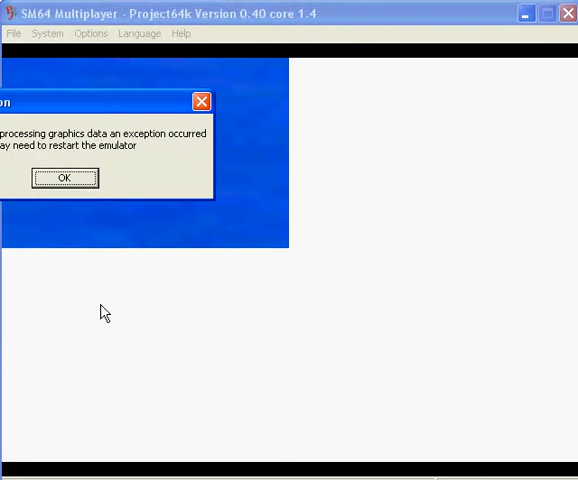 SM64 Multiplayer - Project64k Version 0.40 core 1.4
File System Options Language Help
on
processing graphics data an exception occurred
ay need to restart the emulator
OK